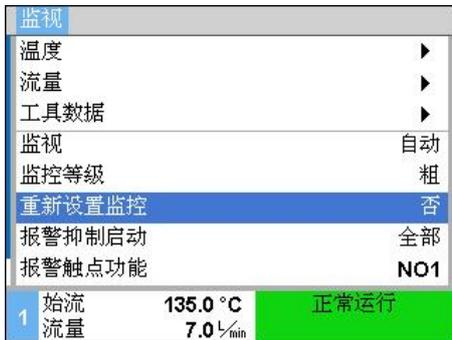 监视
温度
流量
工具数据
监视 自动
监控等级 粗
重新设置监控 否
报警抑制启动 全部
报警触点功能 NO1
1 始流 135.0 °C 正常运行
流量 7.0 L/min